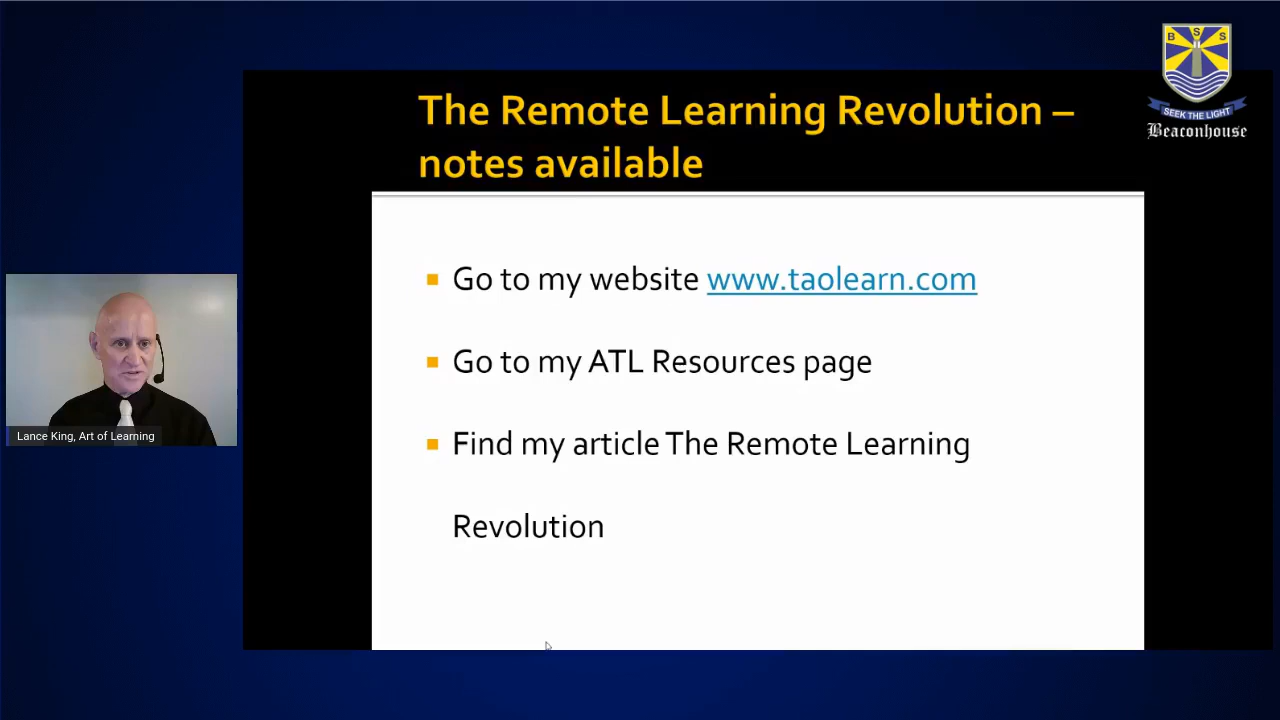 B S S
SEEK THE LIGHT
Beaconhouse
The Remote Learning Revolution –
notes available
Go to my website www.taolearn.com
Go to my ATL Resources page
Find my article The Remote Learning
Revolution
Lance King, Art of Learning